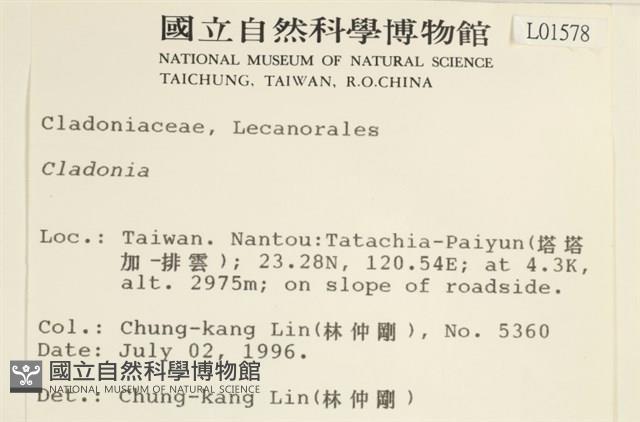 國立自然科學博物館
L01578
NATIONAL MUSEUM OF NATURAL SCIENCE
TAICHUNG, TAIWAN, R.O.CHINA
Cladoniaceae, Lecanorales
Cladonia
Loc.: Taiwan. Nantou:Tatachia-Paiyun(塔塔
加-排雲); 23.28N, 120.54E; at 4.3K,
alt. 2975m; on slope of roadside.
Col.: Chung-kang Lin(林仲剛), No. 5360
Date: July 02, 1996.
國立自然科學博物館
NATIONAL MUSEUM OF NATURAL SCIENCE
Det.: Chung-kang Lin(林仲剛)